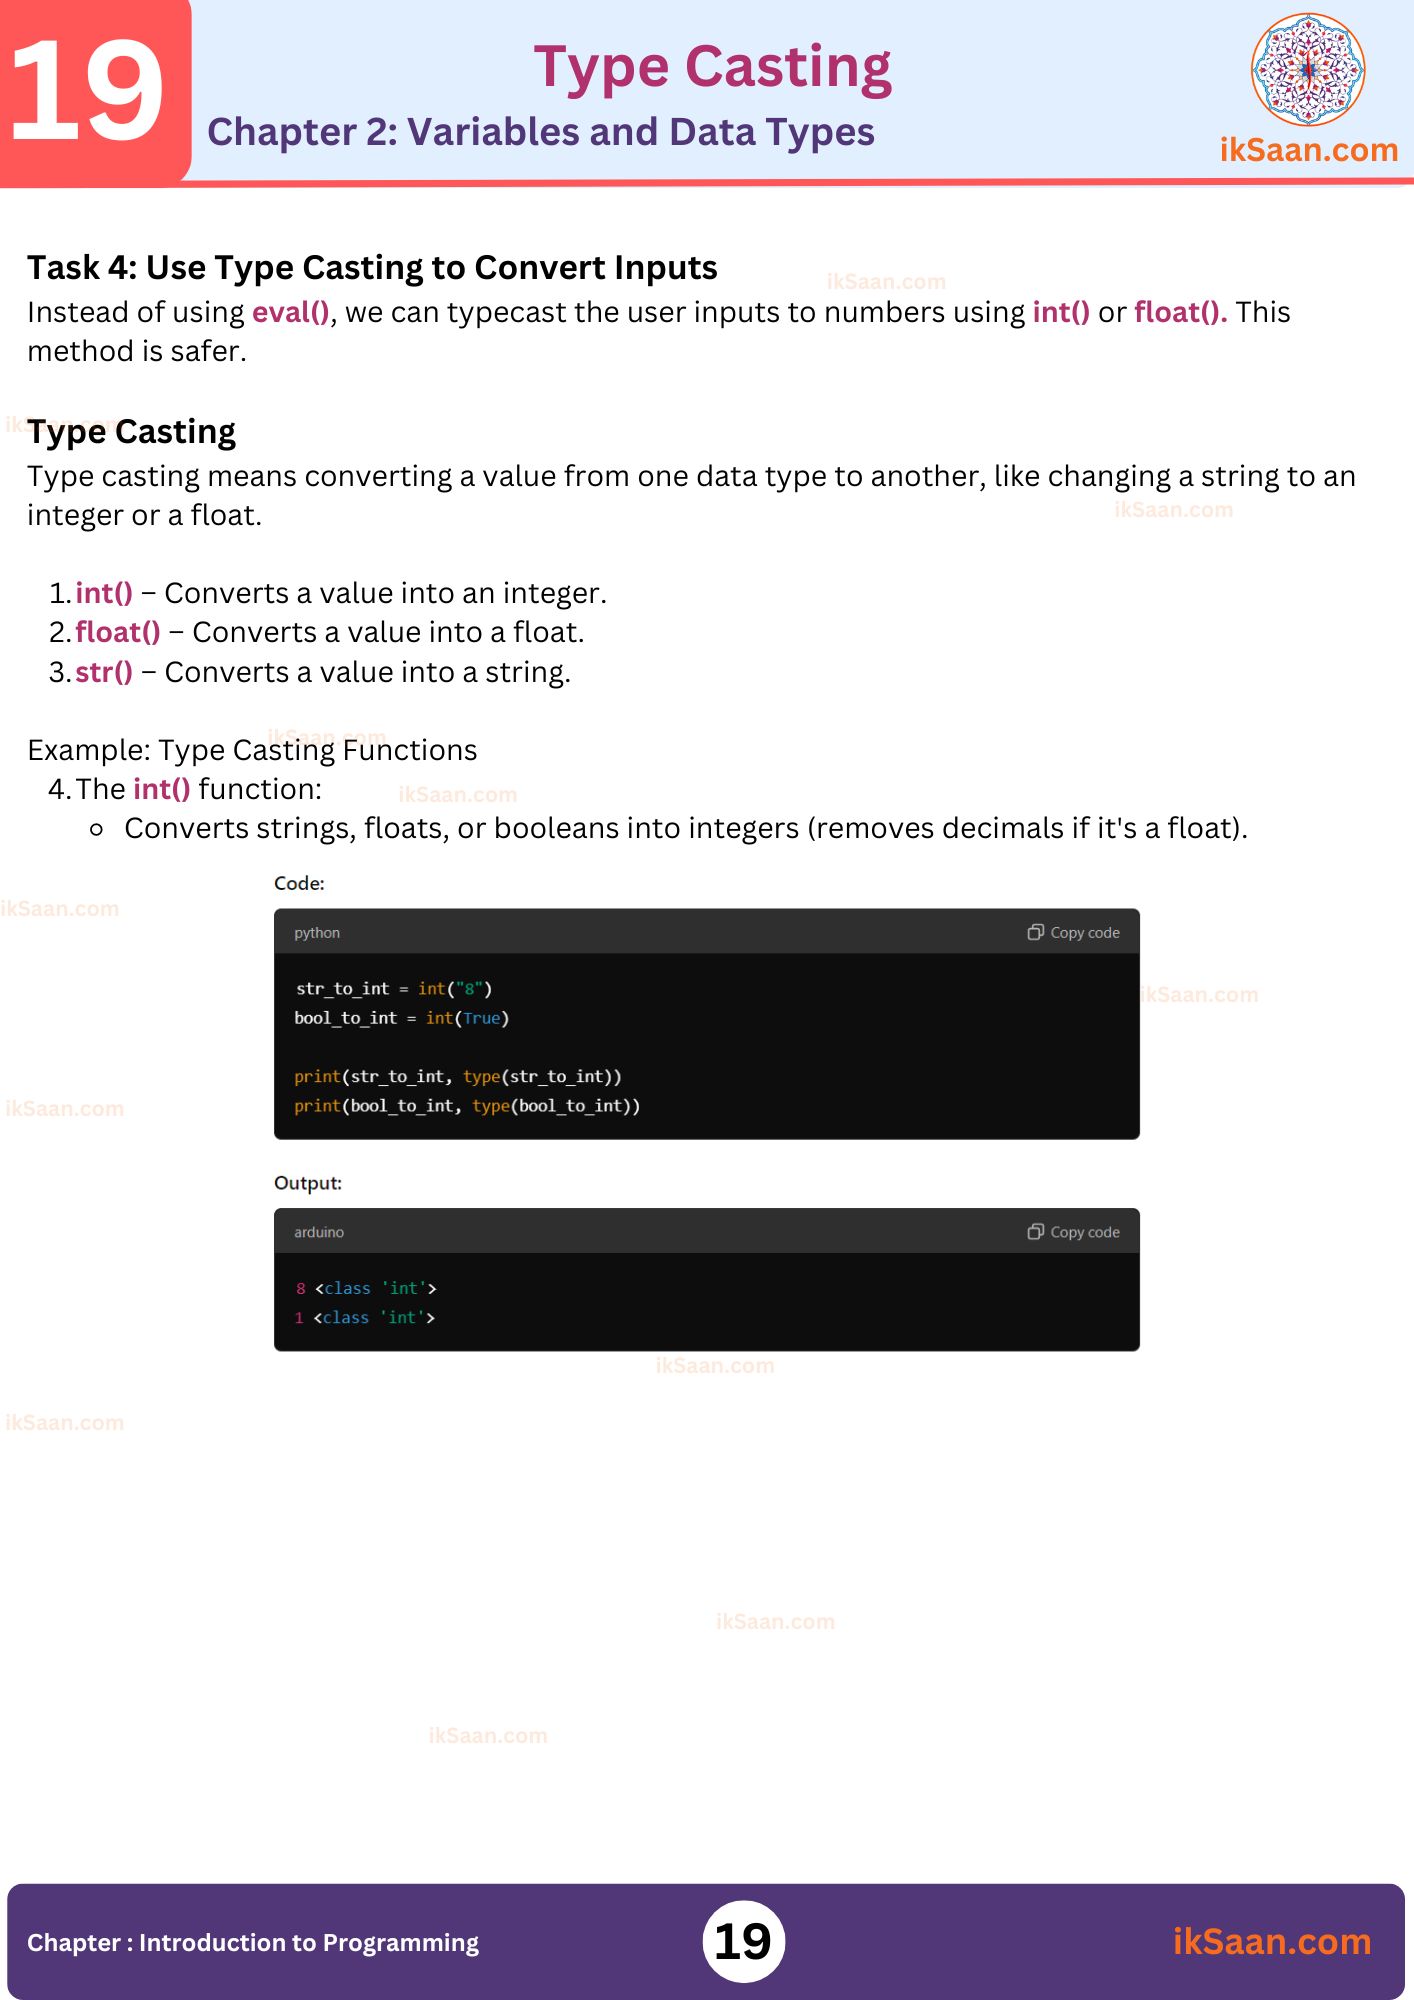 19
Type Casting
Chapter 2: Variables and Data Types
ikSaan.com
Task 4: Use Type Casting to Convert Inputs
ikSaan.com
Instead of using eval(), we can typecast the user inputs to numbers using int() or float(). This
method is safer.
ikSaan.com
Type Casting
Type casting means converting a value from one data type to another, like changing a string to an
integer or a float.
ikSaan.com
1. int() – Converts a value into an integer.
2. float() – Converts a value into a float.
3. str() – Converts a value into a string.
ikSaan.com
Example: Type Casting Functions
4. The int() function:
ikSaan.com
○ Converts strings, floats, or booleans into integers (removes decimals if it's a float).
Code:
ikSaan.com
python Copy code
str_to_int = int("8")
ikSaan.com
bool_to_int = int(True)
print(str_to_int, type(str_to_int))
print(bool_to_int, type(bool_to_int))
ikSaan.com
Output:
arduino Copy code
8 <class 'int'>
1 <class 'int'>
ikSaan.com
ikSaan.com
ikSaan.com
ikSaan.com
Chapter : Introduction to Programming
19
ikSaan.com